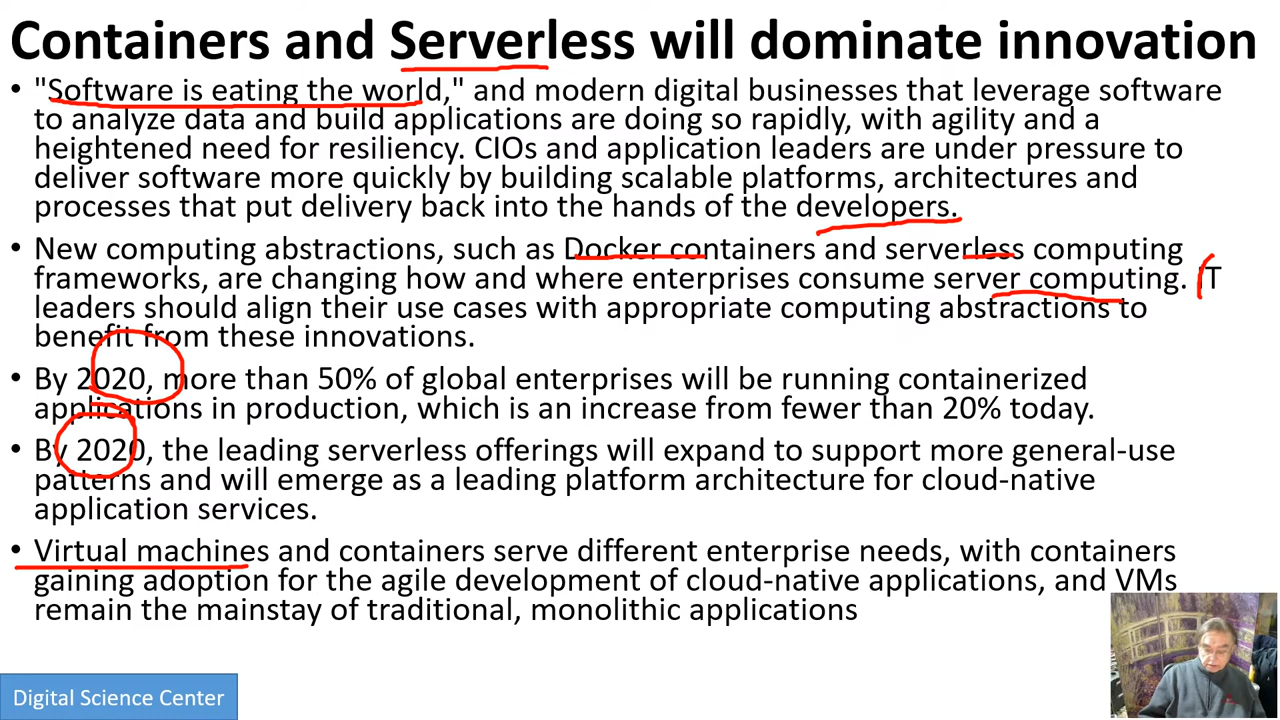 Containers and Serverless will dominate innovation
• "Software is eating the world," and modern digital businesses that leverage software
to analyze data and build applications are doing so rapidly, with agility and a
heightened need for resiliency. CIOs and application leaders are under pressure to
deliver software more quickly by building scalable platforms, architectures and
processes that put delivery back into the hands of the developers.
• New computing abstractions, such as Docker containers and serverless computing
frameworks, are changing how and where enterprises consume server computing. IT
leaders should align their use cases with appropriate computing abstractions to
benefit from these innovations.
• By 2020, more than 50% of global enterprises will be running containerized
applications in production, which is an increase from fewer than 20% today.
• By 2020, the leading serverless offerings will expand to support more general-use
patterns and will emerge as a leading platform architecture for cloud-native
application services.
• Virtual machines and containers serve different enterprise needs, with containers
gaining adoption for the agile development of cloud-native applications, and VMs
remain the mainstay of traditional, monolithic applications
Digital Science Center